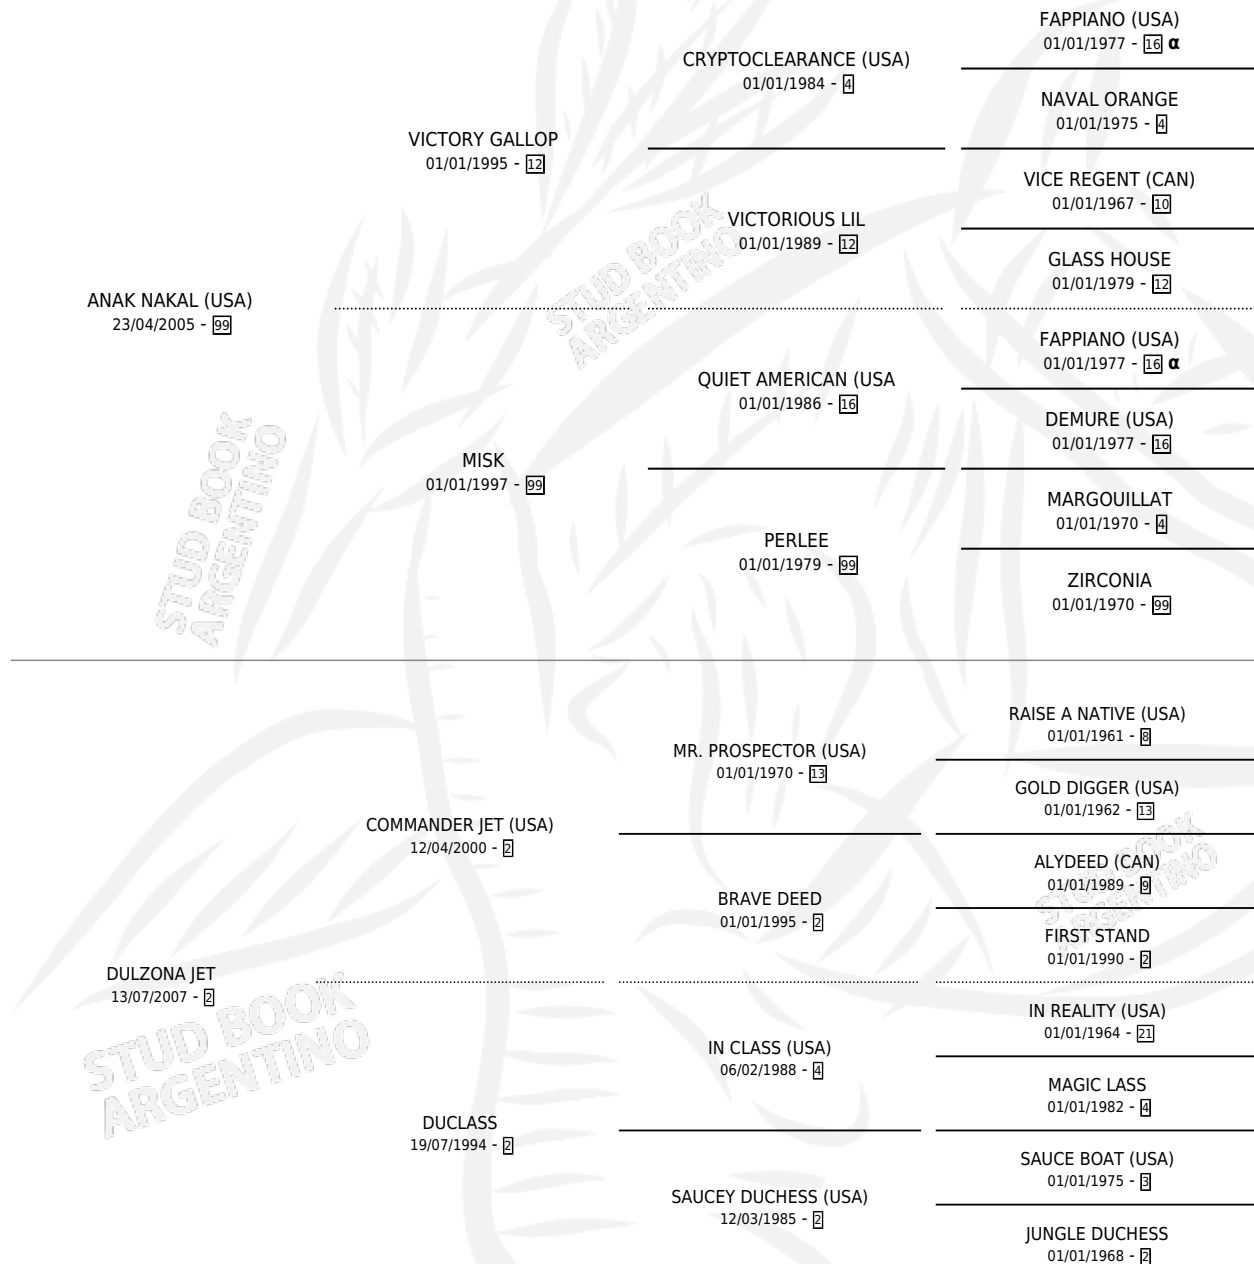 FAPPIANO (USA)
01/01/1977 - 16 α
CRYPTOCLEARANCE (USA)
01/01/1984 - 4
NAVAL ORANGE
01/01/1975 - 4
VICTORY GALLOP
01/01/1995 - 12
VICE REGENT (CAN)
01/01/1967 - 10
VICTORIOUS LIL
01/01/1989 - 12
GLASS HOUSE
01/01/1979 - 12
ANAK NAKAL (USA)
23/04/2005 - 99
FAPPIANO (USA)
01/01/1977 - 16 α
QUIET AMERICAN (USA
01/01/1986 - 16
DEMURE (USA)
01/01/1977 - 16
MISK
01/01/1997 - 99
MARGOUILLAT
01/01/1970 - 4
PERLEE
01/01/1979 - 99
ZIRCONIA
01/01/1970 - 99
STUD BOOK
ARGENTINO
STUD BOOK
ARGENTINO
RAISE A NATIVE (USA)
01/01/1961 - 8
MR. PROSPECTOR (USA)
01/01/1970 - 13
GOLD DIGGER (USA)
01/01/1962 - 13
COMMANDER JET (USA)
12/04/2000 - 2
ALYDEED (CAN)
01/01/1989 - 9
BRAVE DEED
01/01/1995 - 2
FIRST STAND
01/01/1990 - 2
DULZONA JET
13/07/2007 - 2
IN REALITY (USA)
01/01/1964 - 21
IN CLASS (USA)
06/02/1988 - 4
MAGIC LASS
01/01/1982 - 4
DUCLASS
19/07/1994 - 2
SAUCE BOAT (USA)
01/01/1975 - 3
SAUCEY DUCHESS (USA)
12/03/1985 - 2
JUNGLE DUCHESS
01/01/1968 - 2
STUD BOOK
ARGENTINO
STUD BOOK
ARGENTINO